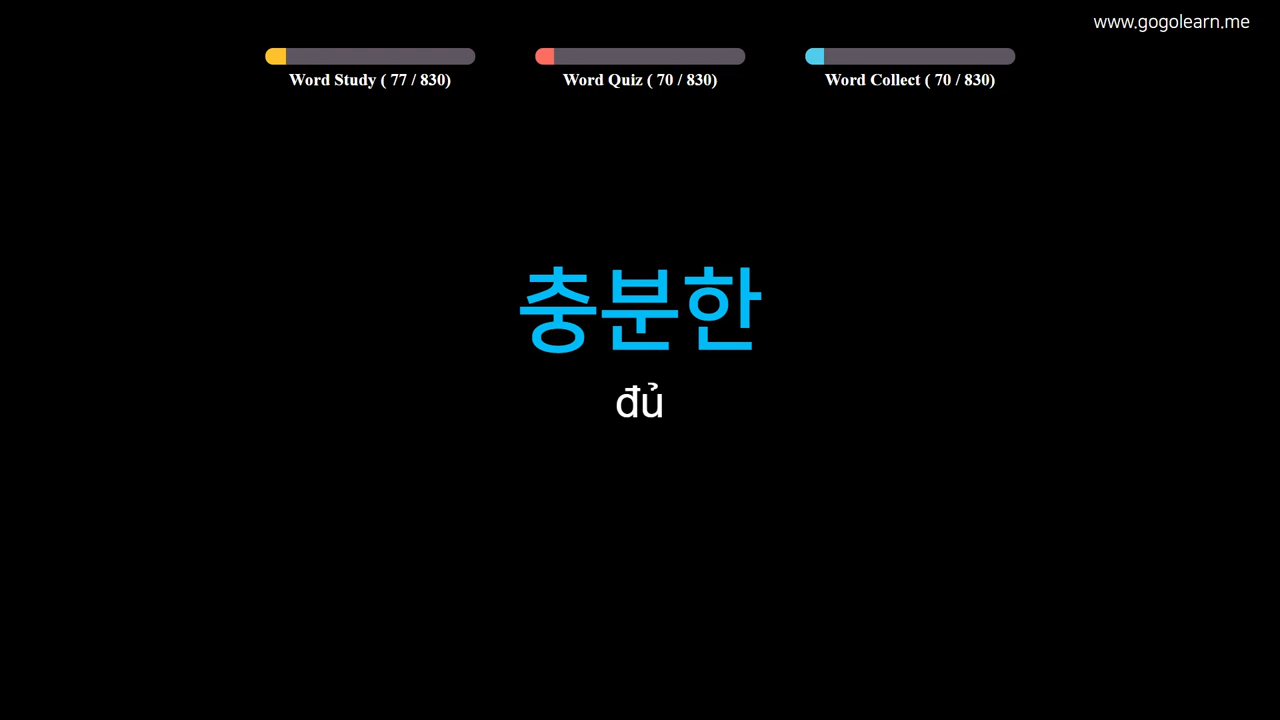 www.gogolearn.me
Word Study ( 77 / 830)
Word Quiz ( 70 / 830)
Word Collect ( 70 / 830)
충분한
đủ